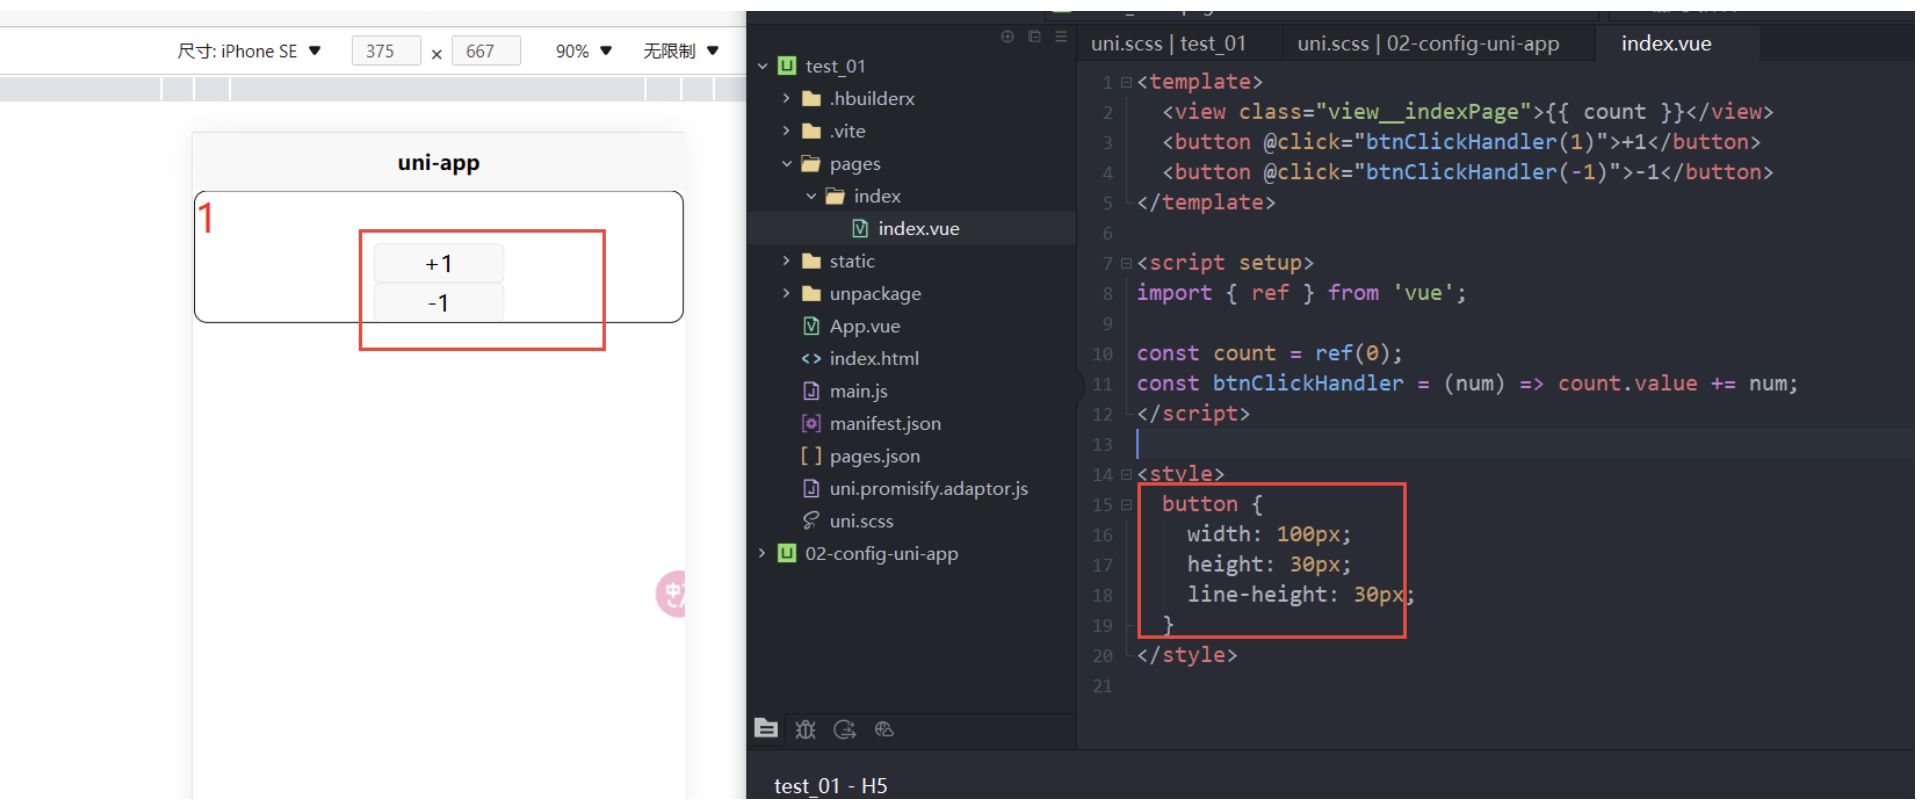 尺寸: iPhone SE ▼ 375 × 667 90% ▼ 无限制 ▼
uni-app
1
+1
-1
test_01
.hbuilderx
.vite
pages
index
index.vue
static
unpackage
App.vue
index.html
main.js
manifest.json
pages.json
uni.promisify.adaptor.js
uni.scss
02-config-uni-app
uni.scss | test_01 uni.scss | 02-config-uni-app index.vue
1 <template>
2 <view class="view__indexPage">{{ count }}</view>
3 <button @click="btnClickHandler(1)">+1</button>
4 <button @click="btnClickHandler(-1)">-1</button>
5 </template>
6
7 <script setup>
8 import { ref } from 'vue';
9
10 const count = ref(0);
11 const btnClickHandler = (num) => count.value += num;
12 </script>
13
14 <style>
15 button {
16 width: 100px;
17 height: 30px;
18 line-height: 30px;
19 }
20 </style>
21
test_01 - H5